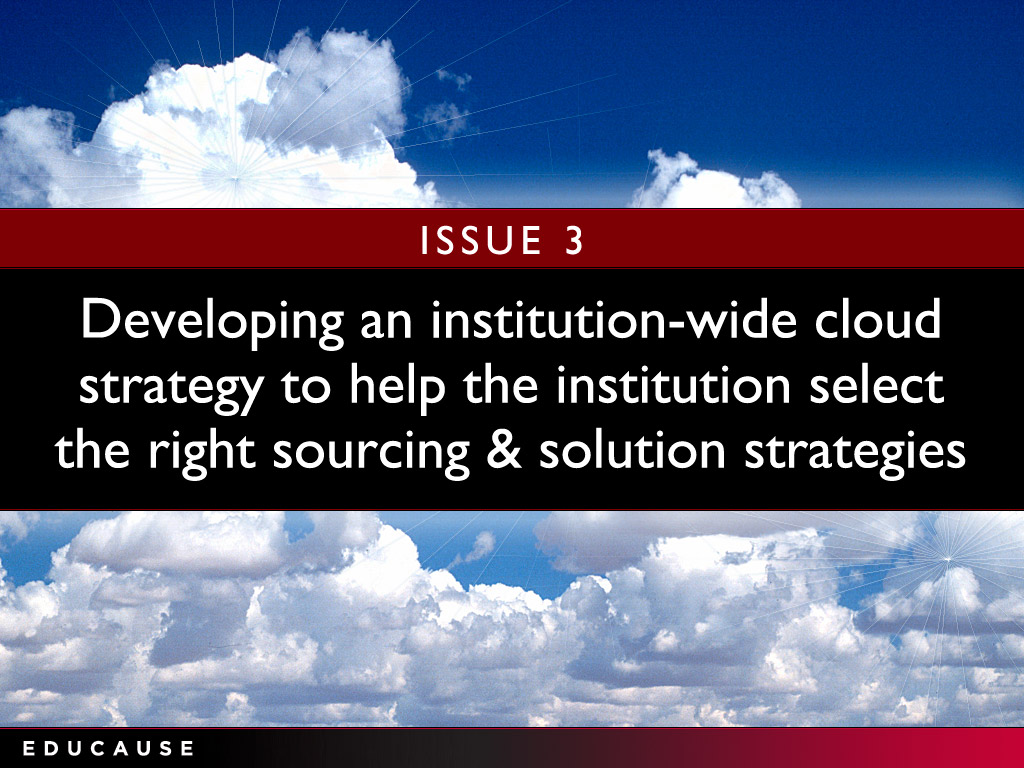 ISSUE 3
Developing an institution-wide cloud
strategy to help the institution select
the right sourcing & solution strategies
EDUCAUSE